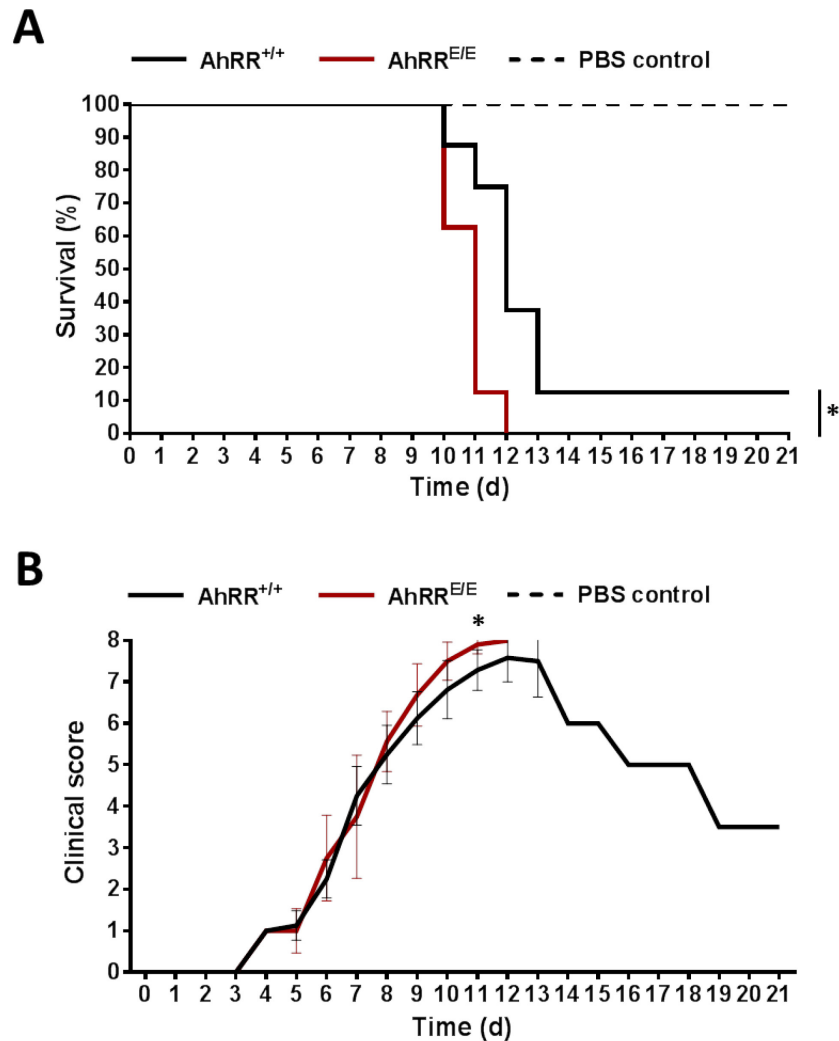 A
AhRR+/+ AhRRE/E PBS control
100
90
80
70
60
50
40
30
20
10
0
Survival (%)
*
0 1 2 3 4 5 6 7 8 9 10 11 12 13 14 15 16 17 18 19 20 21
Time (d)
B
AhRR+/+ AhRRE/E PBS control
*
8
7
6
5
4
3
2
1
0
Clinical score
0 1 2 3 4 5 6 7 8 9 10 11 12 13 14 15 16 17 18 19 20 21
Time (d)